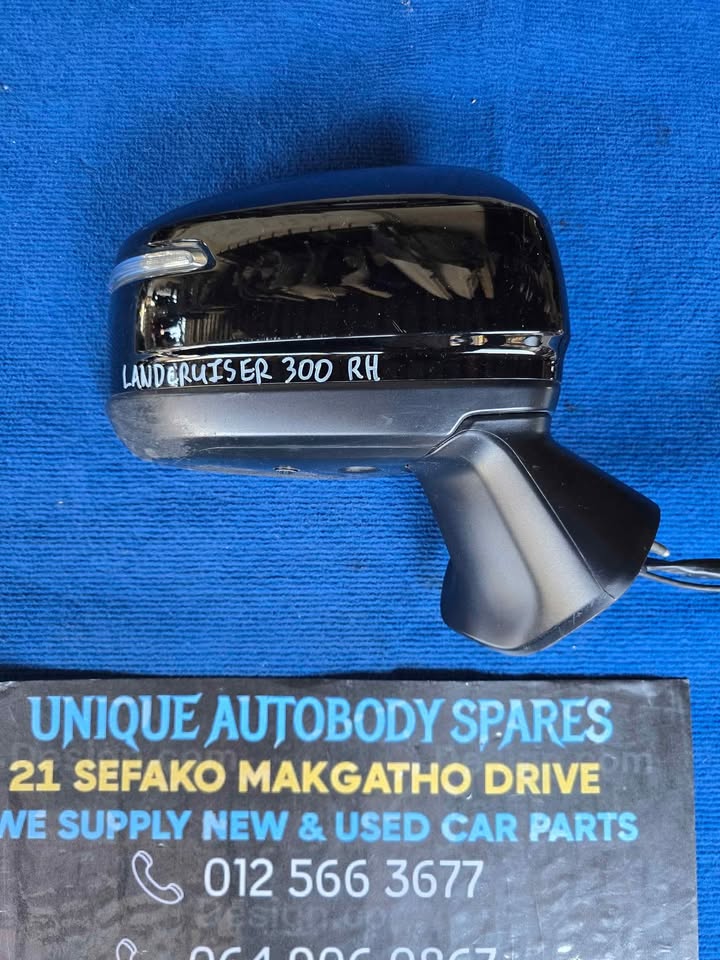 LANDCRUISER 300 RH
UNIQUE AUTOBODY SPARES
21 SEFAKO MAKGATHO DRIVE
WE SUPPLY NEW & USED CAR PARTS
012 566 3677